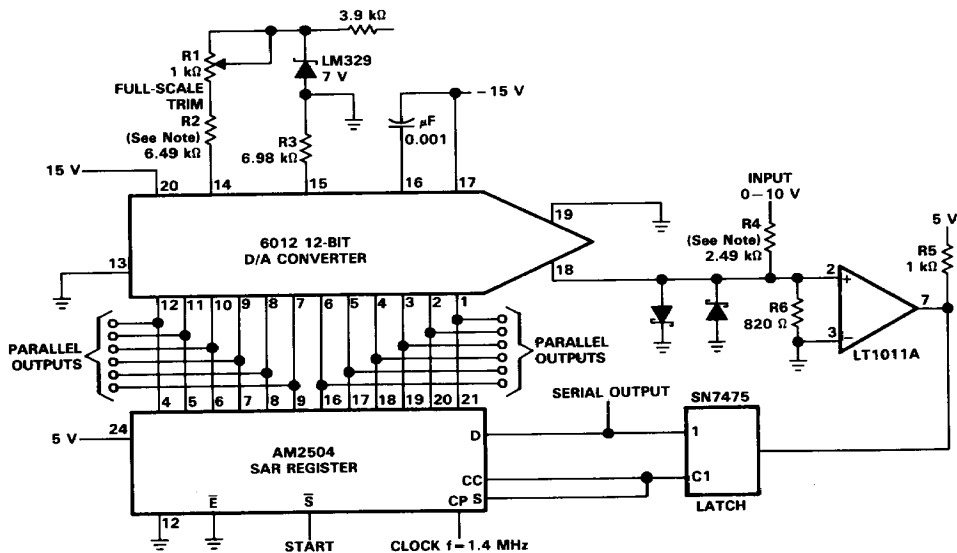 3.9 kΩ
R1
1 kΩ
FULL-SCALE
TRIM
R2
(See Note)
6.49 kΩ
LM329
7 V
R3
6.98 kΩ
μF
0.001
−15 V
15 V
20
14
15
16
17
6012 12-BIT
D/A CONVERTER
13
19
18
INPUT
0−10 V
R4
(See Note)
2.49 kΩ
5 V
R5
1 kΩ
R6
820 Ω
2
+
3
−
7
LT1011A
12
11
10
9
8
7
6
5
4
3
2
1
PARALLEL
OUTPUTS
PARALLEL
OUTPUTS
4
5
6
7
8
9
16
17
18
19
20
21
5 V
24
AM2504
SAR REGISTER
D
CC
S
CP
12
E̅
S̅
START
CLOCK f=1.4 MHz
SERIAL OUTPUT
SN7475
1
C1
LATCH